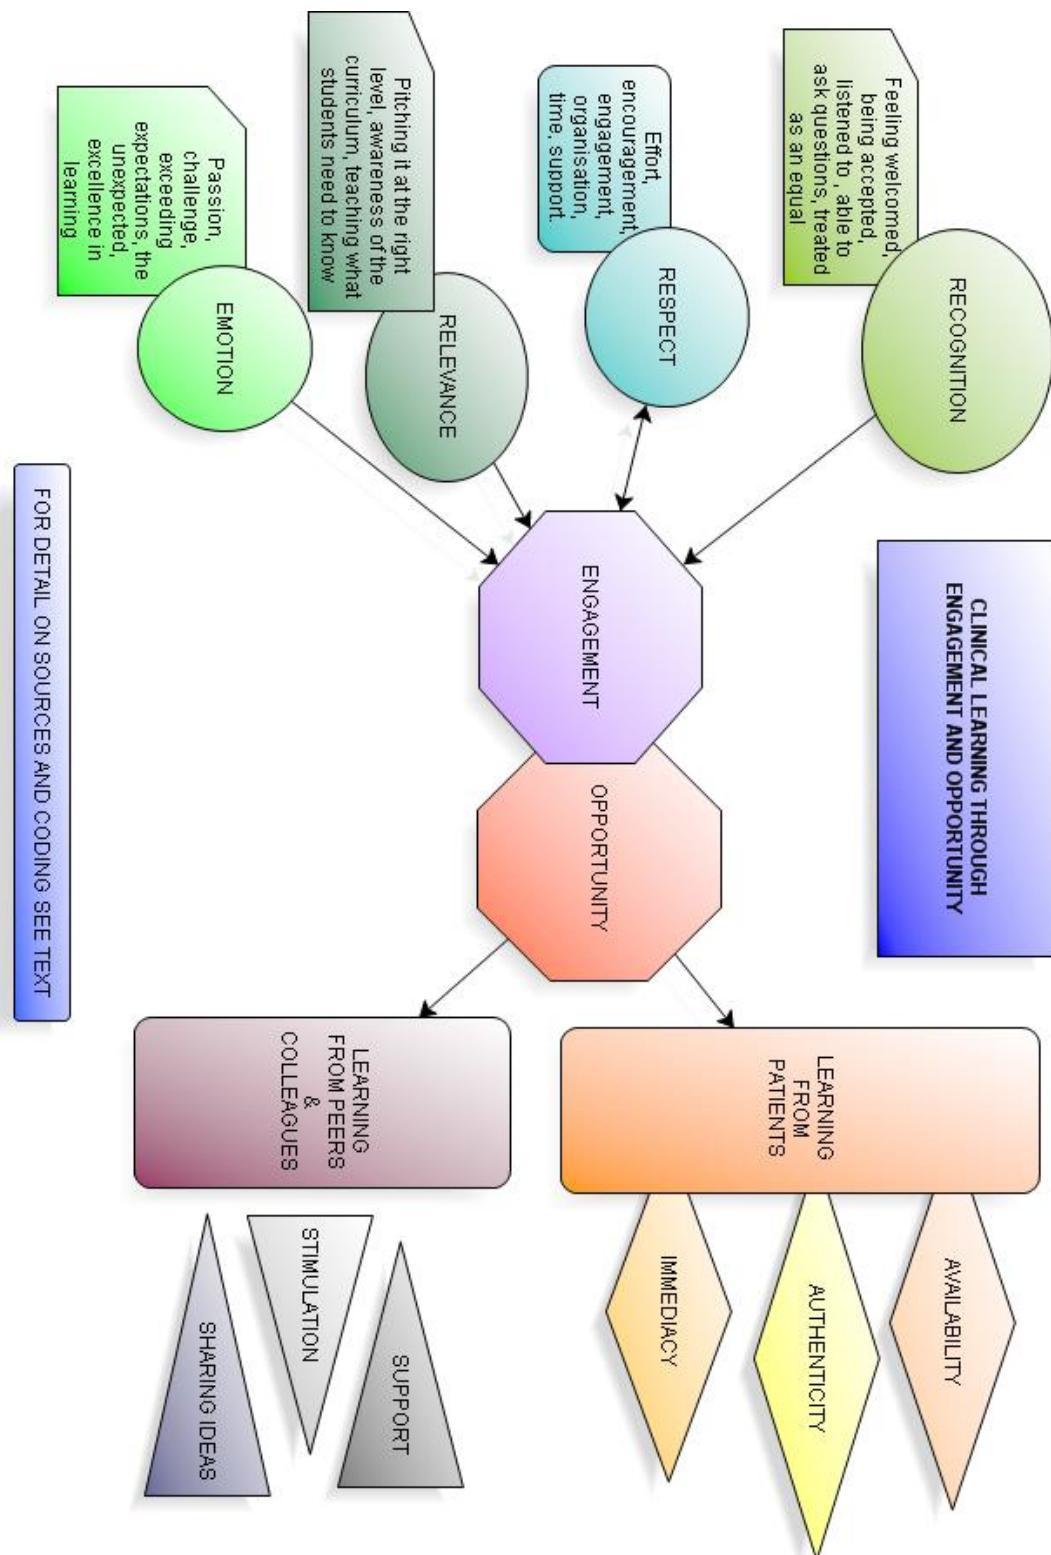 CLINICAL LEARNING THROUGH
ENGAGEMENT AND OPPORTUNITY
Feeling welcomed,
being accepted,
listened to , able to
ask questions, treated
as an equal
RECOGNITION
Effort,
encouragement,
engagement,
organisation,
time, support.
RESPECT
Pitching it at the right
level, awareness of the
curriculum, teaching what
students need to know
RELEVANCE
Passion,
challenge,
exceeding
expectations, the
unexpected,
excellence in
learning
EMOTION
ENGAGEMENT
OPPORTUNITY
LEARNING
FROM
PATIENTS
AVAILABILITY
AUTHENTICITY
IMMEDIACY
LEARNING
FROM PEERS
&
COLLEAGUES
SUPPORT
STIMULATION
SHARING IDEAS
FOR DETAIL ON SOURCES AND CODING SEE TEXT